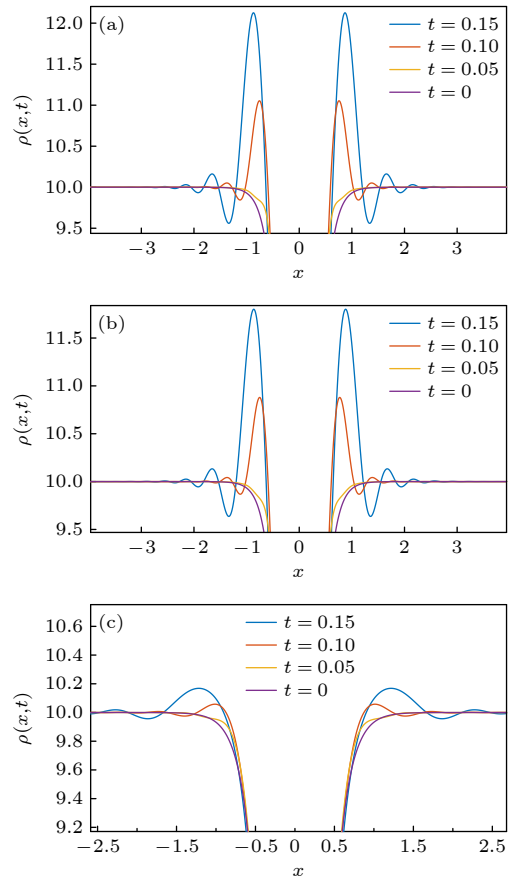 (a)
t = 0.15
t = 0.10
t = 0.05
t = 0
12.0
11.5
11.0
10.5
10.0
9.5
ρ(x,t)
−3 −2 −1 0 1 2 3
x
(b)
t = 0.15
t = 0.10
t = 0.05
t = 0
11.5
11.0
10.5
10.0
9.5
ρ(x,t)
−3 −2 −1 0 1 2 3
x
(c)
t = 0.15
t = 0.10
t = 0.05
t = 0
10.6
10.4
10.2
10.0
9.8
9.6
9.4
9.2
ρ(x,t)
−2.5 −1.5 −0.5 0 0.5 1.5 2.5
x